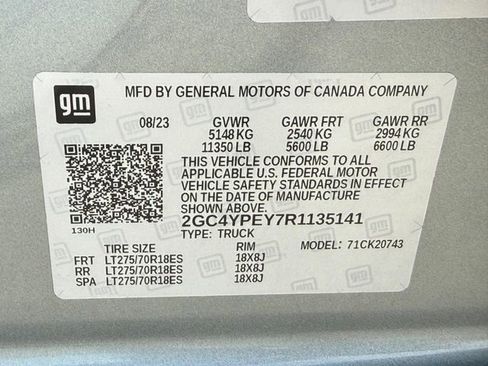 gm
MFD BY GENERAL MOTORS OF CANADA COMPANY
08/23 GVWR GAWR FRT GAWR RR
5148 KG 2540 KG 2994 KG
11350 LB 5600 LB 6600 LB
THIS VEHICLE CONFORMS TO ALL
APPLICABLE U.S. FEDERAL MOTOR
VEHICLE SAFETY STANDARDS IN EFFECT
ON THE DATE OF MANUFACTURE
SHOWN ABOVE.
130H
2GC4YPEY7R1135141
TYPE: TRUCK MODEL: 71CK20743
TIRE SIZE RIM
FRT LT275/70R18ES 18X8J
RR LT275/70R18ES 18X8J
SPA LT275/70R18ES 18X8J